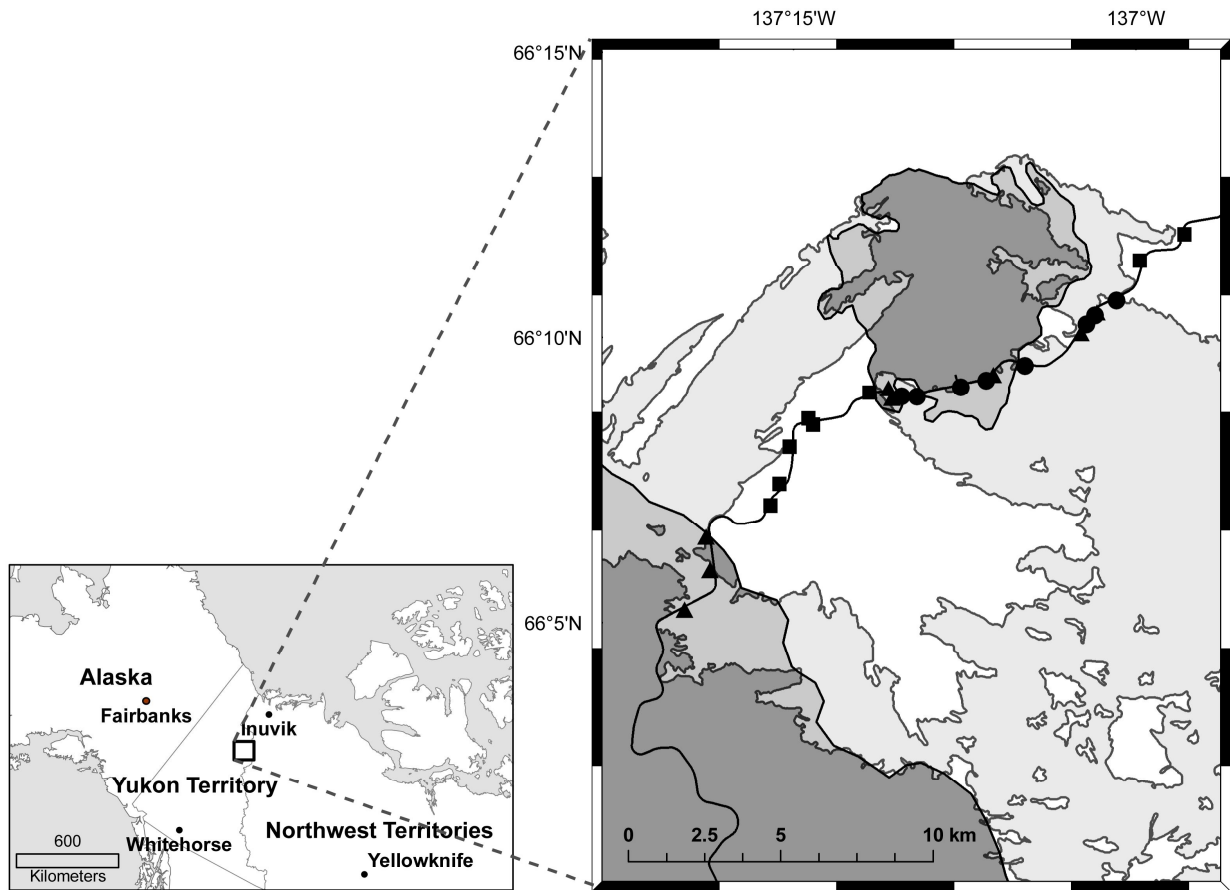 137°15'W
137°W
66°15'N
66°10'N
66°5'N
0 2.5 5 10 km
Alaska
Fairbanks
Inuvik
Yukon Territory
Northwest Territories
Whitehorse
Yellowknife
600
Kilometers